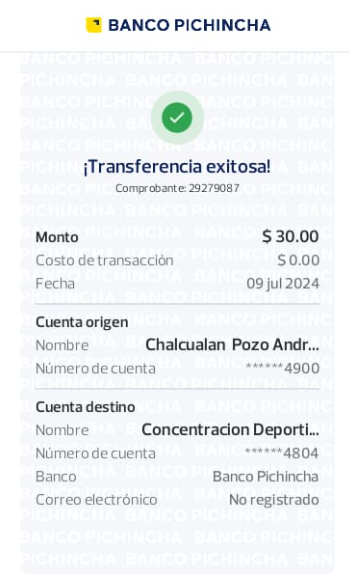 BANCO PICHINCHA
¡Transferencia exitosa!
Comprobante: 29279087
Monto $ 30.00
Costo de transacción $ 0.00
Fecha 09 jul 2024
Cuenta origen
Nombre Chalcualan Pozo Andr...
Número de cuenta ******4900
Cuenta destino
Nombre Concentracion Deporti...
Número de cuenta ******4804
Banco Banco Pichincha
Correo electrónico No registrado